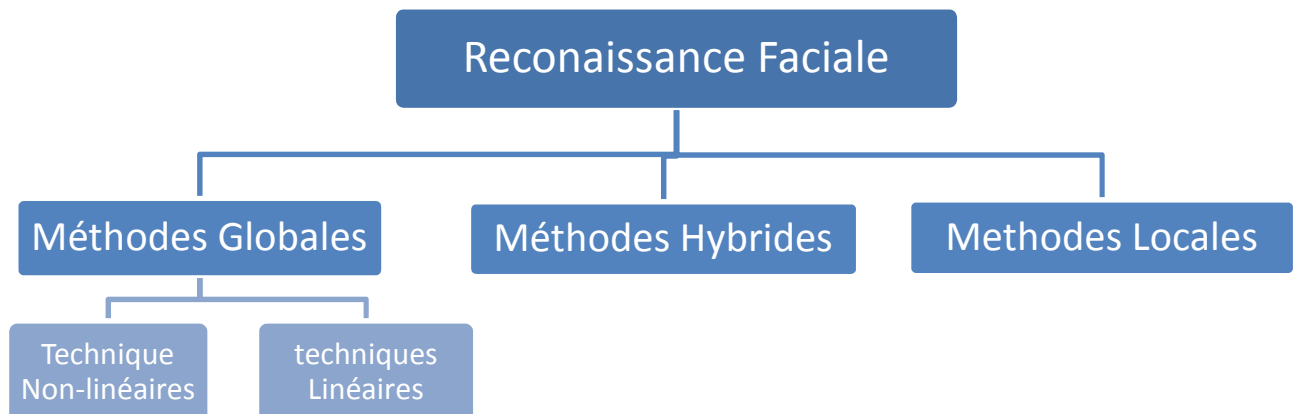 Reconaissance Faciale
Méthodes Globales
Méthodes Hybrides
Methodes Locales
Technique
Non-linéaires
techniques
Linéaires